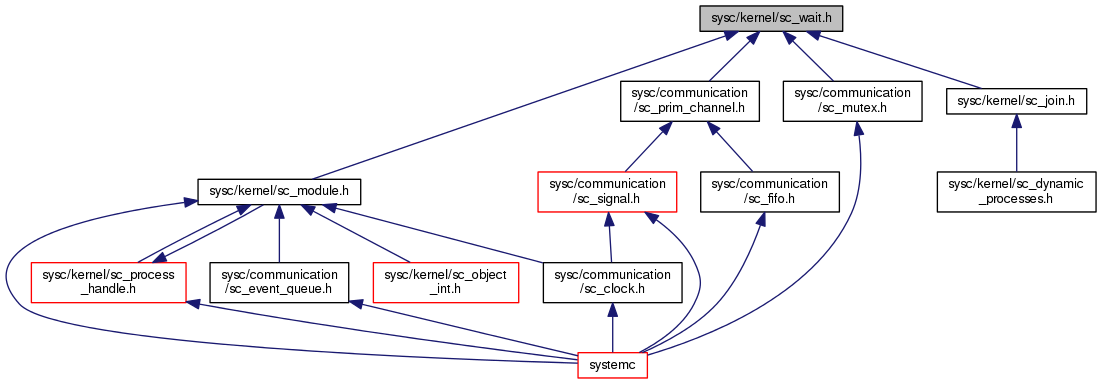 sysc/kernel/sc_wait.h
sysc/communication
/sc_prim_channel.h
sysc/communication
/sc_mutex.h
sysc/kernel/sc_join.h
sysc/kernel/sc_module.h
sysc/communication
/sc_signal.h
sysc/communication
/sc_fifo.h
sysc/kernel/sc_dynamic
_processes.h
sysc/kernel/sc_process
_handle.h
sysc/communication
/sc_event_queue.h
sysc/kernel/sc_object
_int.h
sysc/communication
/sc_clock.h
systemc